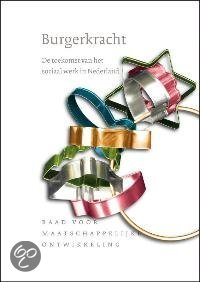 Burgerkracht
De toekomst van het
sociaal werk in Nederland
RAAD VOOR
MAATSCHAPPELIJKE
ONTWIKKELING